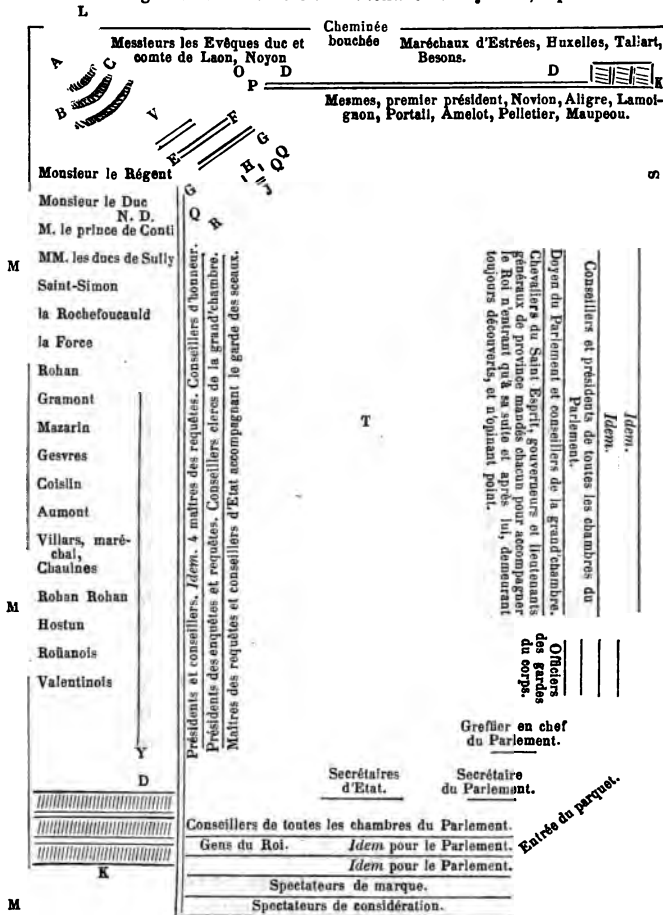 L
Cheminée
bouchée
Messieurs les Evêques duc et
comte de Laon, Noyon
Maréchaux d'Estrées, Huxelles, Tallart,
Besons.
A
C
B
O D
D
P
K
Mesmes, premier président, Novion, Aligre, Lamoi-
gnon, Portail, Amelot, Pelletier, Maupeou.
V
F
E
G
H
Q
Q
J
S
Monsieur le Régent
G
Monsieur le Duc
N. D.
Q
R
M. le prince de Conti
M
MM. les ducs de Sully
Saint-Simon
la Rochefoucauld
la Force
Rohan
Gramont
Mazarin
Gesvres
Coislin
Aumont
Villars, maré-
chal,
Chaulnes
M
Rohan Rohan
Hostun
Roüanois
Valentinois
Y
D
K
M
Présidents et conseillers. Idem. 4 maîtres des requêtes. Conseillers d'honneur.
Présidents des enquêtes et requêtes. Conseillers clercs de la grand'chambre.
Maîtres des requêtes et conseillers d'Etat accompagnant le garde des sceaux.
T
Idem.
Idem.
Conseillers et présidents de toutes les chambres du
Parlement.
Doyen du Parlement et conseillers de la grand'chambre.
Chevaliers du Saint Esprit, gouverneurs et lieutenants
généraux de province mandés chacun pour accompagner
le Roi n'entrant qu'à sa suite et après lui, demeurant
toujours découverts, et n'opinant point.
Officiers
des gardes
du corps.
Greffier en chef
du Parlement.
Secrétaires
d'Etat.
Secrétaire
du Parlement.
Entrée du parquet.
Conseillers de toutes les chambres du Parlement.
Gens du Roi. Idem pour le Parlement.
Idem pour le Parlement.
Spectateurs de marque.
Spectateurs de considération.